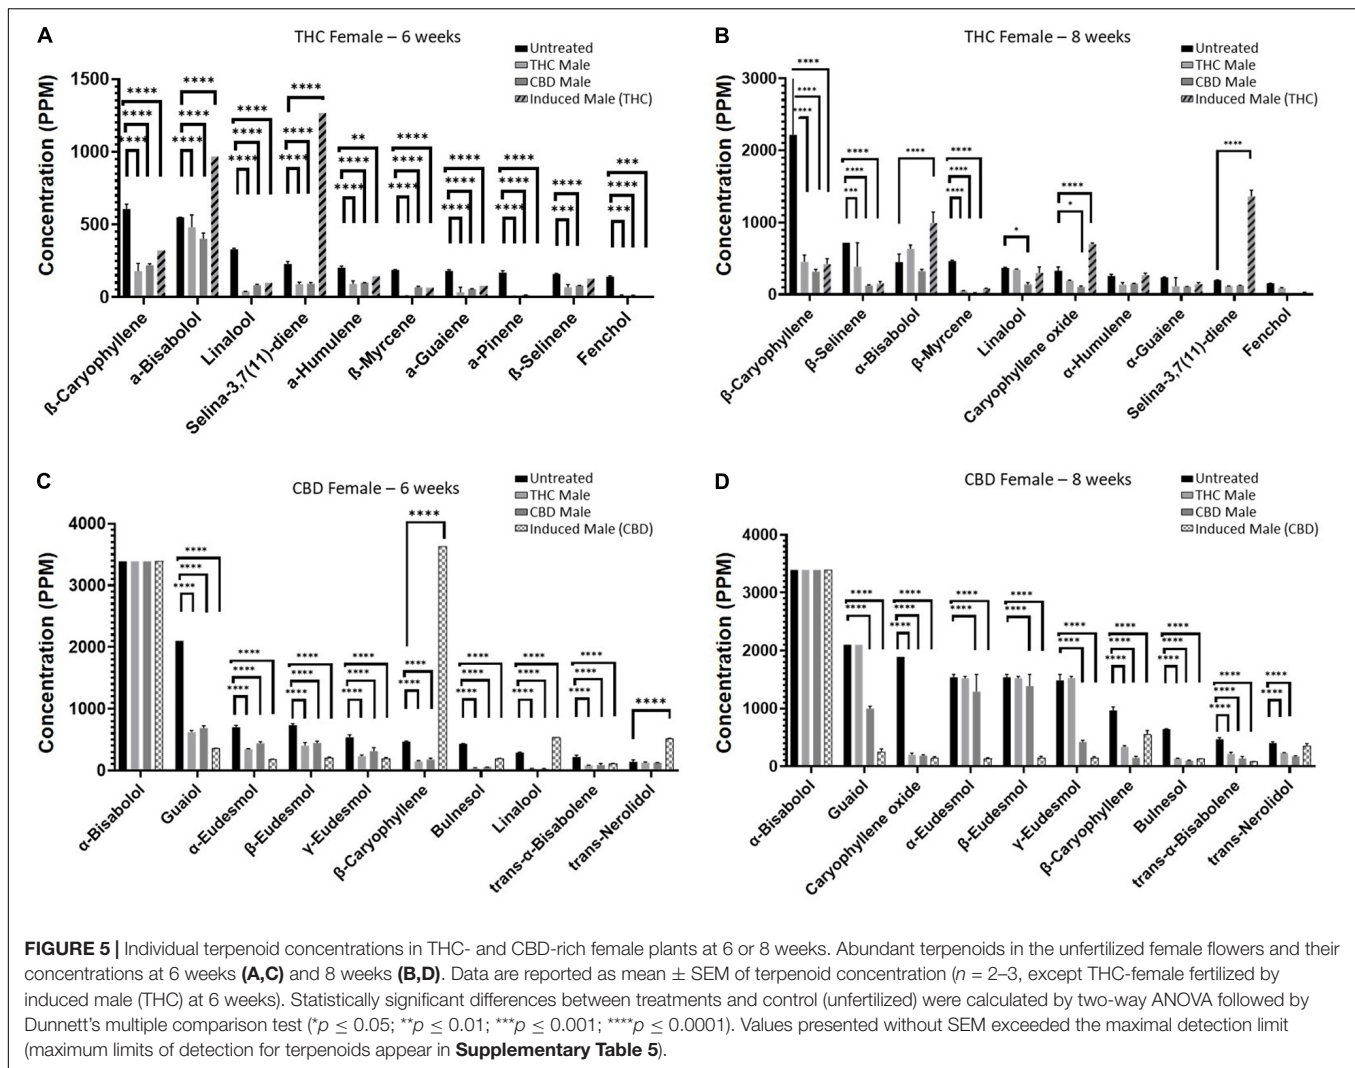 A
THC Female – 6 weeks
Untreated
THC Male
CBD Male
Induced Male (THC)
Concentration (PPM)
1500
1000
500
0
**** **** **** ****
**** **** **** ****
**** **** **** ****
** **** **** **** **** ***
**** **** **** **** *** ****
**** **** **** **** ***
ß-Caryophyllene
a-Bisabolol
Linalool
Selina-3,7(11)-diene
a-Humulene
ß-Myrcene
a-Guaiene
a-Pinene
ß-Selinene
Fenchol
B
THC Female – 8 weeks
Untreated
THC Male
CBD Male
Induced Male (THC)
Concentration (PPM)
3000
2000
1000
0
****
****
****
**** **** **** ****
**** **** ****
*** **** * *
β-Caryophyllene
β-Selinene
α-Bisabolol
β-Myrcene
Linalool
Caryophyllene oxide
α-Humulene
α-Guaiene
Selina-3,7(11)-diene
Fenchol
C
CBD Female – 6 weeks
Untreated
THC Male
CBD Male
Induced Male (CBD)
Concentration (PPM)
4000
3000
2000
1000
0
****
****
****
****
**** **** **** **** **** **** ****
**** **** **** **** **** **** ****
**** **** **** **** **** **** **** ****
α-Bisabolol
Guaiol
α-Eudesmol
β-Eudesmol
γ-Eudesmol
β-Caryophyllene
Bulnesol
Linalool
trans-α-Bisabolene
trans-Nerolidol
D
CBD Female – 8 weeks
Untreated
THC Male
CBD Male
Induced Male (CBD)
Concentration (PPM)
4000
3000
2000
1000
0
**** **** **** ****
**** **** **** ****
**** **** **** ****
**** **** ****
**** ****
**** ****
**** ****
****
α-Bisabolol
Guaiol
Caryophyllene oxide
α-Eudesmol
β-Eudesmol
γ-Eudesmol
β-Caryophyllene
Bulnesol
trans-α-Bisabolene
trans-Nerolidol
FIGURE 5 | Individual terpenoid concentrations in THC- and CBD-rich female plants at 6 or 8 weeks. Abundant terpenoids in the unfertilized female flowers and their
concentrations at 6 weeks (A,C) and 8 weeks (B,D). Data are reported as mean ± SEM of terpenoid concentration (n = 2–3, except THC-female fertilized by
induced male (THC) at 6 weeks). Statistically significant differences between treatments and control (unfertilized) were calculated by two-way ANOVA followed by
Dunnett's multiple comparison test (*p ≤ 0.05; **p ≤ 0.01; ***p ≤ 0.001; ****p ≤ 0.0001). Values presented without SEM exceeded the maximal detection limit
(maximum limits of detection for terpenoids appear in Supplementary Table 5).